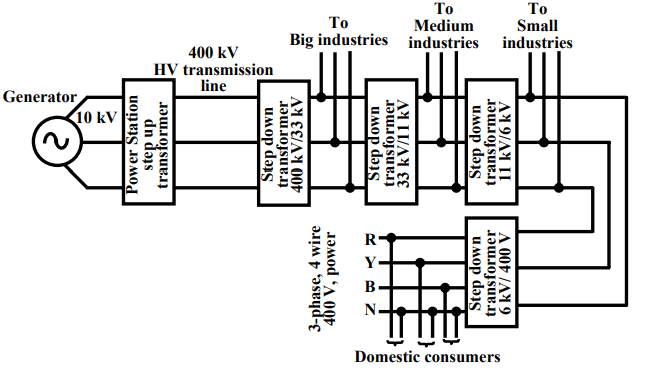 To
Big industries
To
Medium
industries
To
Small
industries
400 kV
HV transmission
line
Generator
10 kV
Power Station
step up
transformer
Step down
transformer
400 kV/33 kV
Step down
transformer
33 kV/11 kV
Step down
transformer
11 kV/6 kV
Step down
transformer
6 kV/ 400 V
3-phase, 4 wire
400 V, power
R
Y
B
N
Domestic consumers